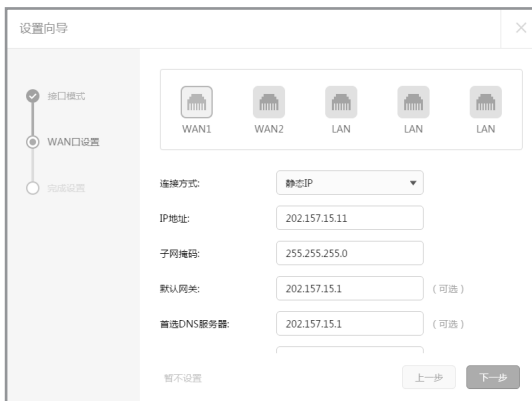 设置向导
接口模式
WAN口设置
完成设置
WAN1 WAN2 LAN LAN LAN
连接方式: 静态IP
IP地址: 202.157.15.11
子网掩码: 255.255.255.0
默认网关: 202.157.15.1 (可选)
首选DNS服务器: 202.157.15.1 (可选)
暂不设置 上一步 下一步